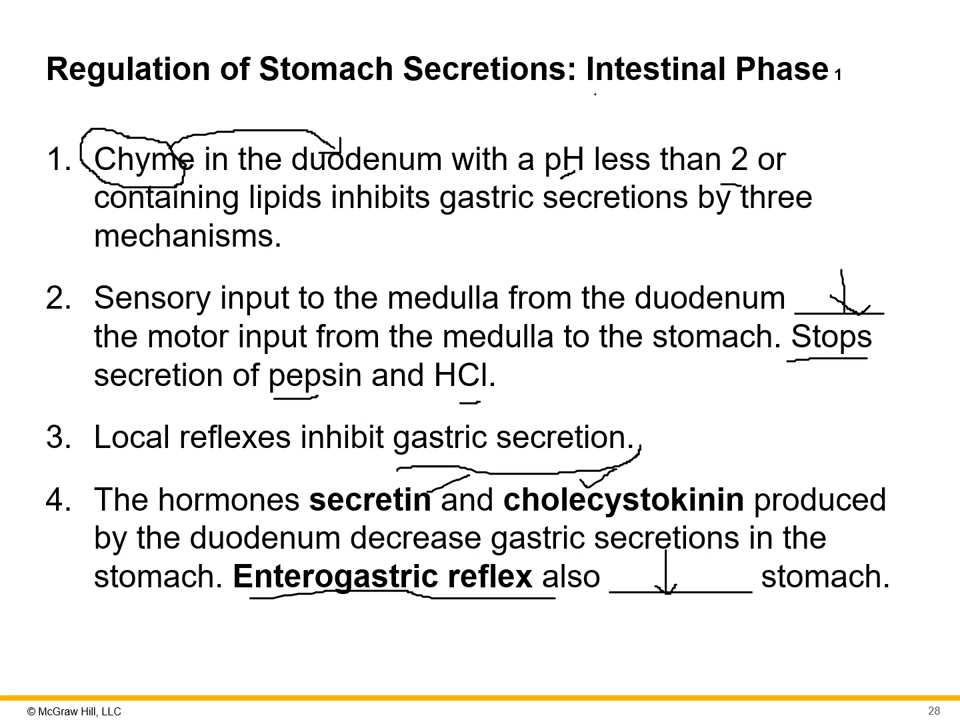 Regulation of Stomach Secretions: Intestinal Phase 1
1. Chyme in the duodenum with a pH less than 2 or
containing lipids inhibits gastric secretions by three
mechanisms.
2. Sensory input to the medulla from the duodenum _____
the motor input from the medulla to the stomach. Stops
secretion of pepsin and HCl.
3. Local reflexes inhibit gastric secretion.
4. The hormones secretin and cholecystokinin produced
by the duodenum decrease gastric secretions in the
stomach. Enterogastric reflex also ________ stomach.
© McGraw Hill, LLC
28